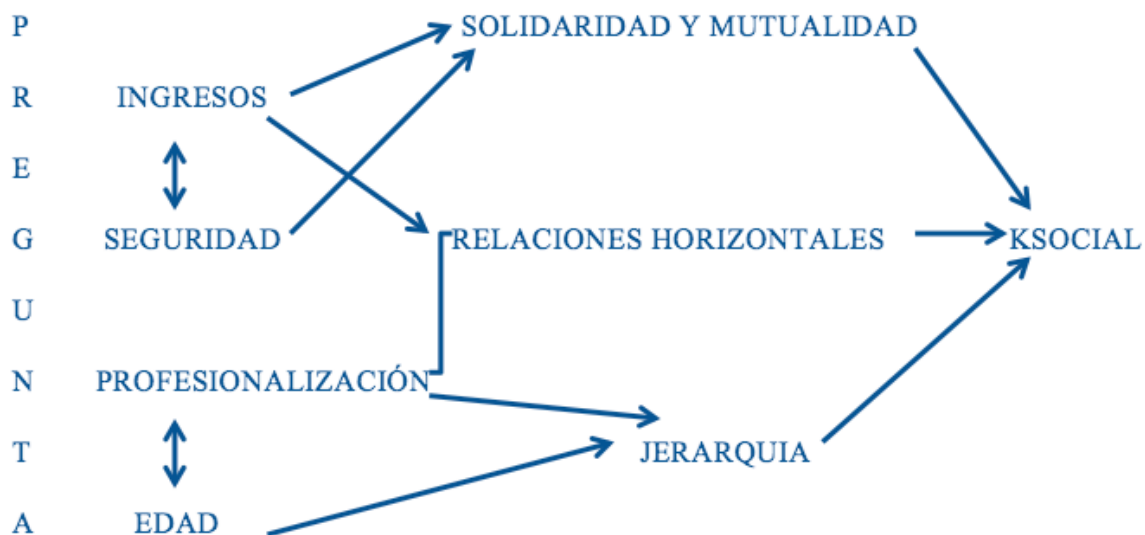 P
R
E
G
U
N
T
A
SOLIDARIDAD Y MUTUALIDAD
INGRESOS
SEGURIDAD
RELACIONES HORIZONTALES
KSOCIAL
PROFESIONALIZACIÓN
JERARQUIA
EDAD